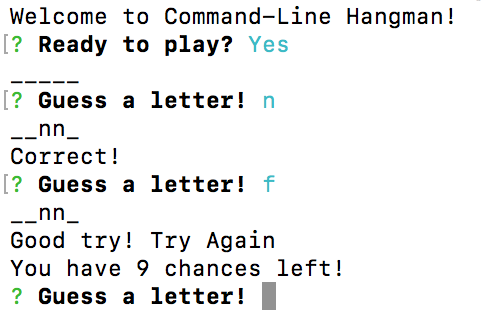 Welcome to Command-Line Hangman!
[? Ready to play? Yes
_____
[? Guess a letter! n
__nn_
Correct!
[? Guess a letter! f
__nn_
Good try! Try Again
You have 9 chances left!
? Guess a letter!